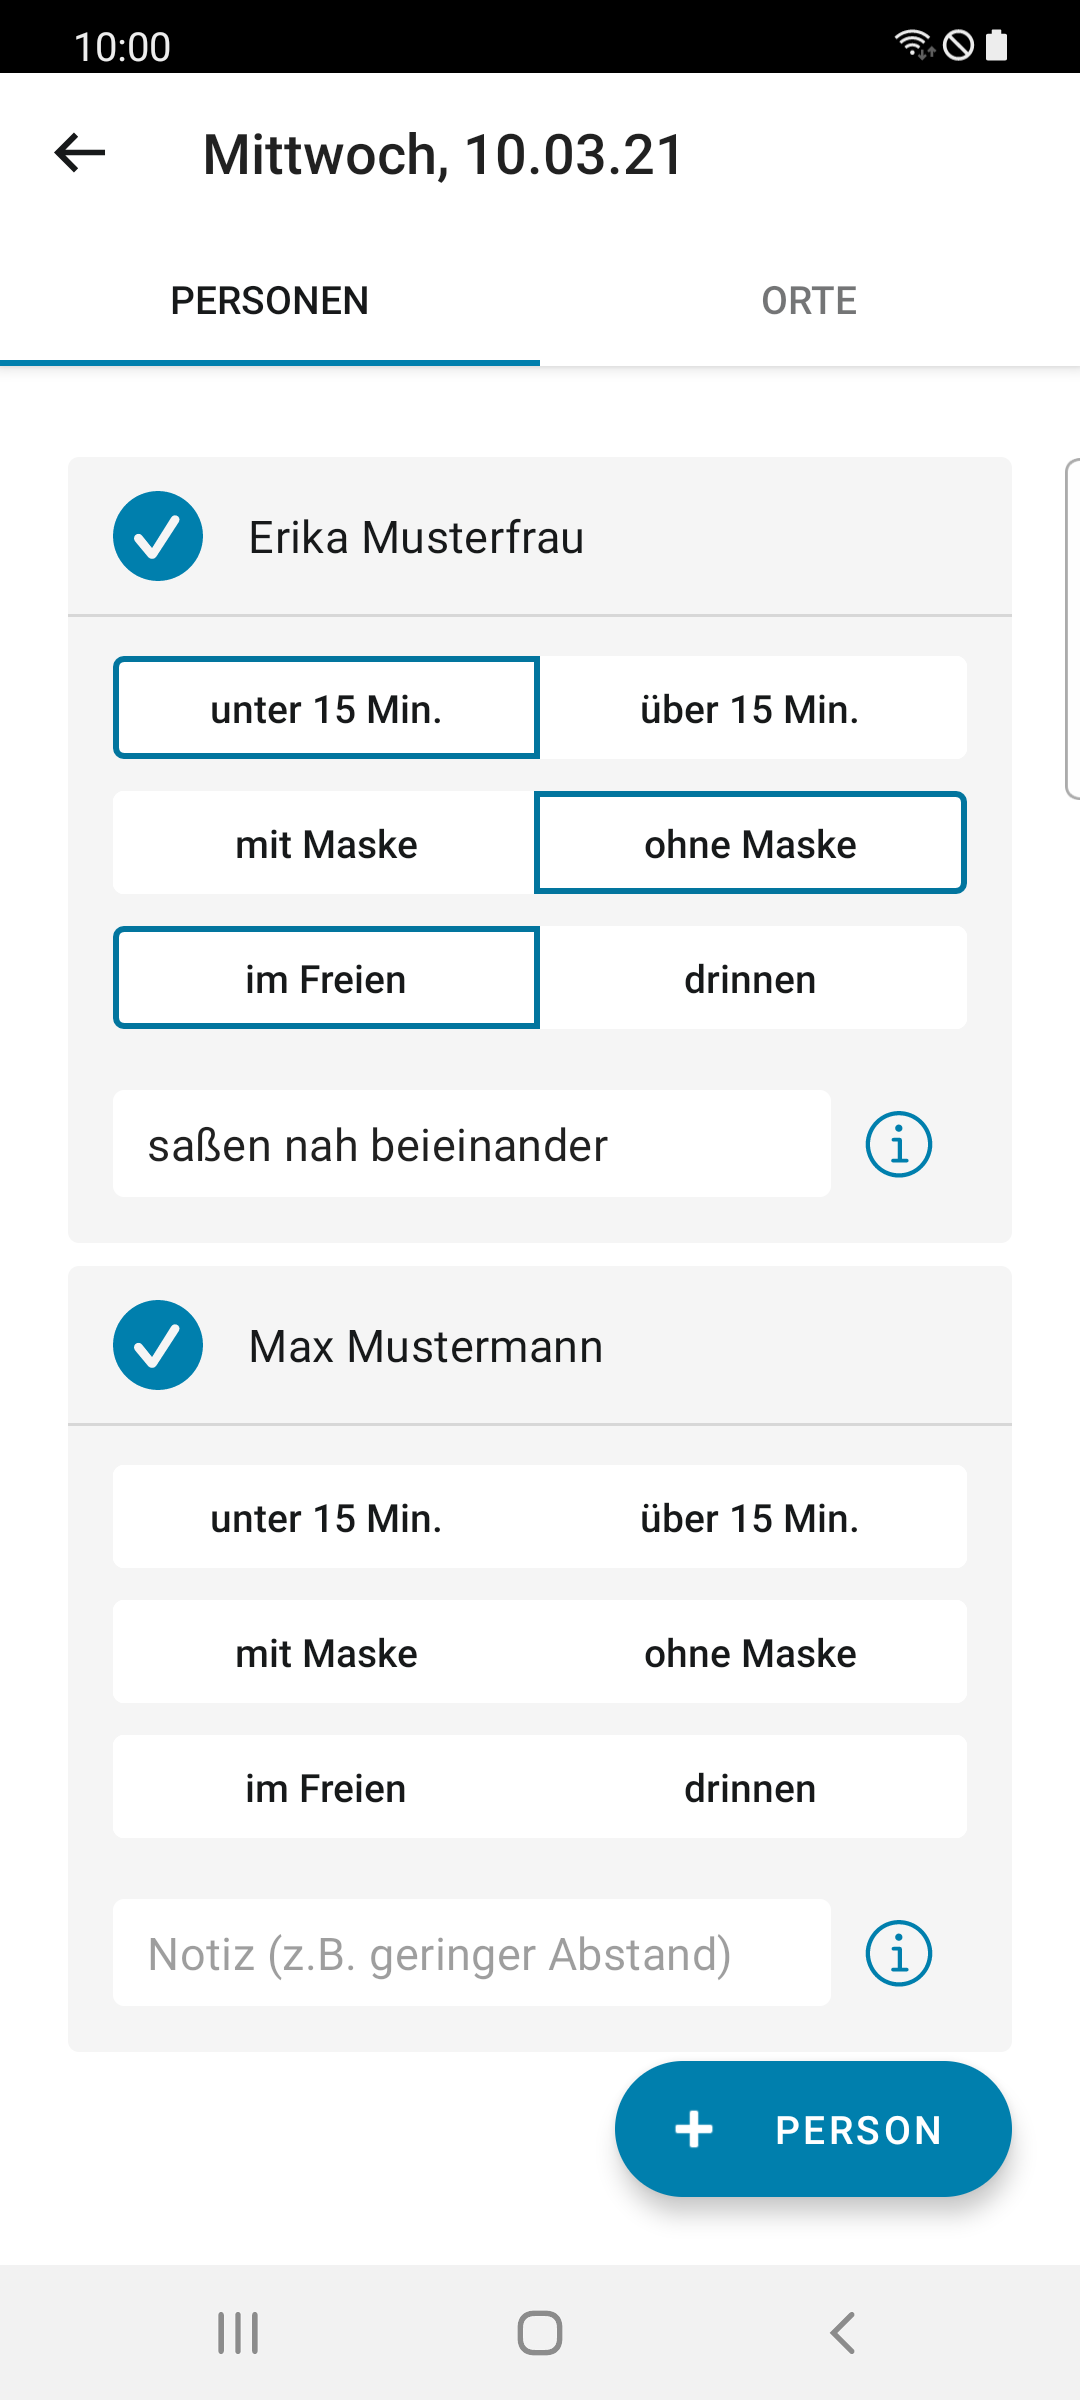 10:00
Mittwoch, 10.03.21
PERSONEN ORTE
Erika Musterfrau
unter 15 Min. über 15 Min.
mit Maske ohne Maske
im Freien drinnen
saßen nah beieinander
Max Mustermann
unter 15 Min. über 15 Min.
mit Maske ohne Maske
im Freien drinnen
Notiz (z.B. geringer Abstand)
+ PERSON